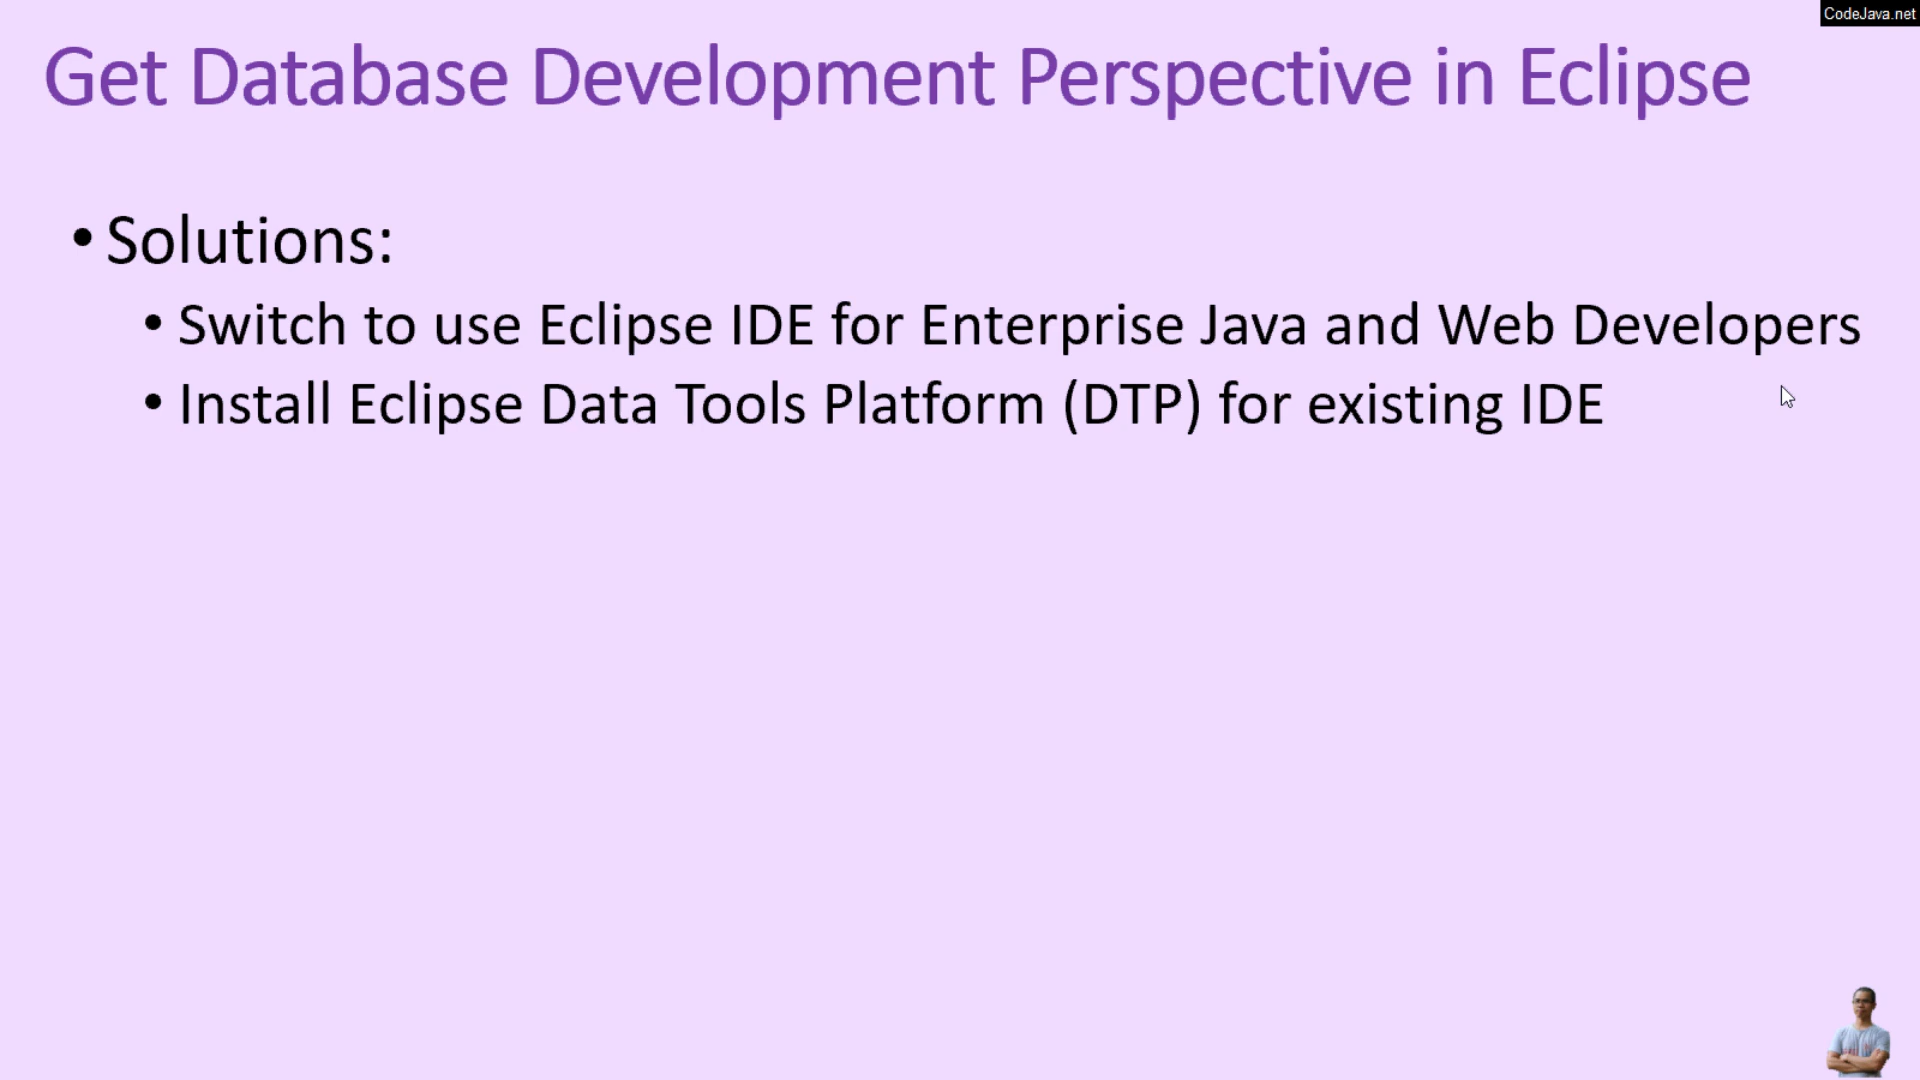 CodeJava.net
Get Database Development Perspective in Eclipse
• Solutions:
• Switch to use Eclipse IDE for Enterprise Java and Web Developers
• Install Eclipse Data Tools Platform (DTP) for existing IDE